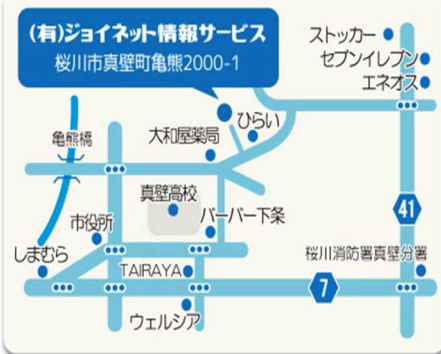 (有)ジョイネット情報サービス
桜川市真壁町亀熊2000-1
ストッカー
セブンイレブン
エネオス
亀熊橋
大和屋薬局
ひらい
真壁高校
41
市役所
バーバー下条
しまむら
TAIRAYA
桜川消防署真壁分署
7
ウェルシア